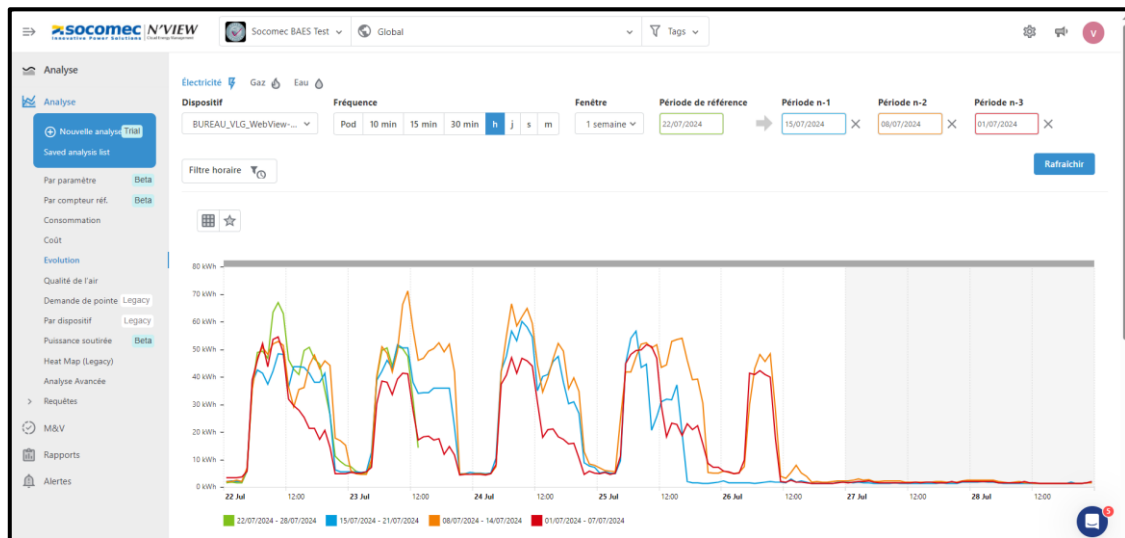 socomec N'VIEW
Innovative Power Solutions Cloud Energy Management
Socomec BAES Test
Global
Tags
V
Analyse
Analyse
Nouvelle analyse Trial
Saved analysis list
Par paramètre Beta
Par compteur réf. Beta
Consommation
Coût
Evolution
Qualité de l'air
Demande de pointe Legacy
Par dispositif Legacy
Puissance soutirée Beta
Heat Map (Legacy)
Analyse Avancée
Requêtes
M&V
Rapports
Alertes
Électricité Gaz Eau
Dispositif Fréquence Fenêtre Période de référence Période n-1 Période n-2 Période n-3
BUREAU_VLG_WebView-... Pod 10 min 15 min 30 min h j s m 1 semaine 22/07/2024 15/07/2024 08/07/2024 01/07/2024
Filtre horaire
Rafraîchir
80 kWh
70 kWh
60 kWh
50 kWh
40 kWh
30 kWh
20 kWh
10 kWh
0 kWh
22 Jul 12:00 23 Jul 12:00 24 Jul 12:00 25 Jul 12:00 26 Jul 12:00 27 Jul 12:00 28 Jul 12:00
22/07/2024 - 28/07/2024 15/07/2024 - 21/07/2024 08/07/2024 - 14/07/2024 01/07/2024 - 07/07/2024
5